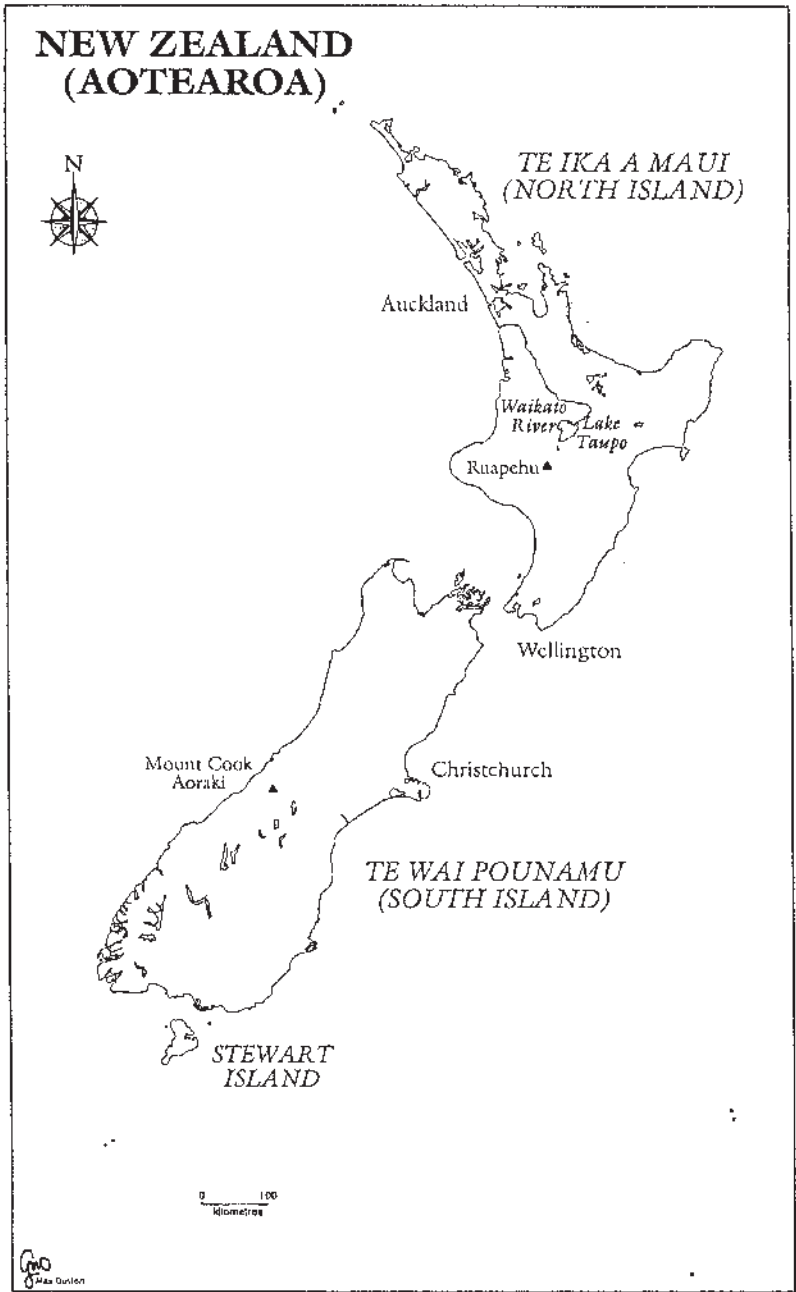 NEW ZEALAND
(AOTEAROA)
N
TE IKA A MAUI
(NORTH ISLAND)
Auckland
Waikato
River
Lake
Taupo
Ruapehu
Wellington
Mount Cook
Aoraki
Christchurch
TE WAI POUNAMU
(SOUTH ISLAND)
STEWART
ISLAND
0 100
kilometres